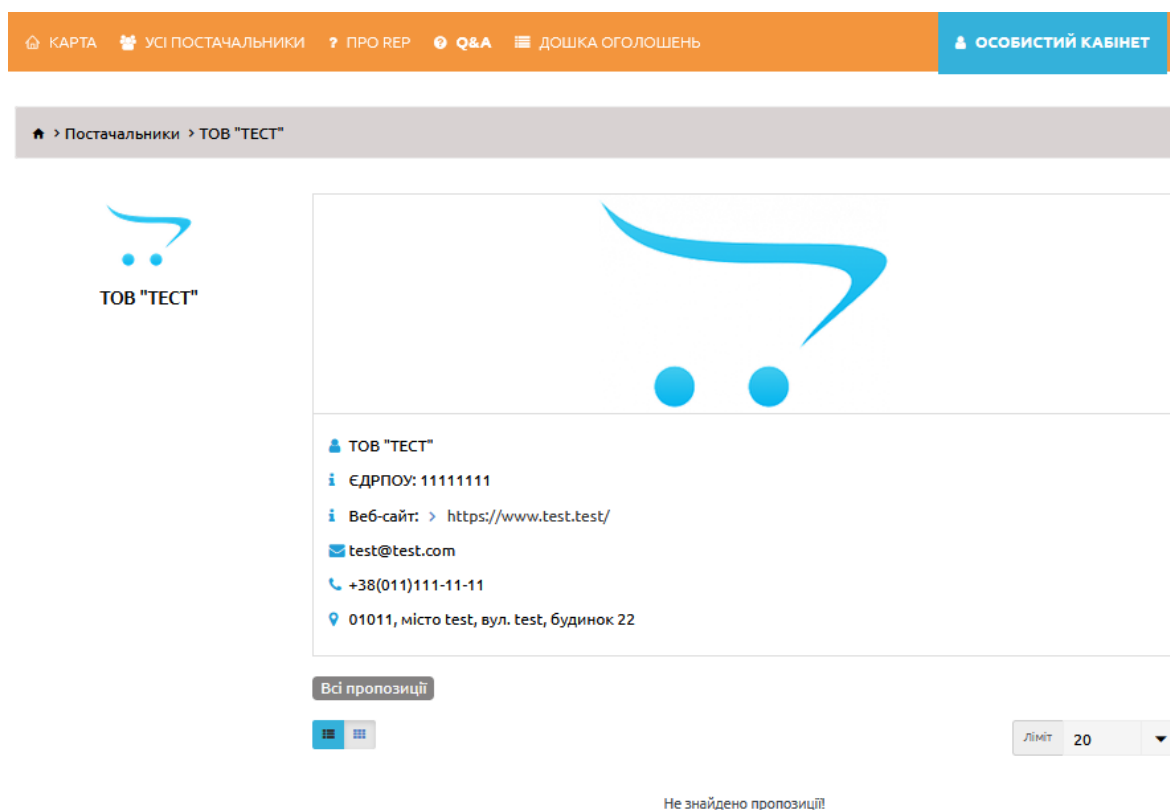 КАРТА УСІ ПОСТАЧАЛЬНИКИ ? ПРО REP Q&A ДОШКА ОГОЛОШЕНЬ ОСОБИСТИЙ КАБІНЕТ
> Постачальники > ТОВ "ТЕСТ"
ТОВ "ТЕСТ"
ТОВ "ТЕСТ"
ЄДРПОУ: 11111111
Веб-сайт: > https://www.test.test/
test@test.com
+38(011)111-11-11
01011, місто test, вул. test, будинок 22
Всі пропозиції
Ліміт 20
Не знайдено пропозиції!